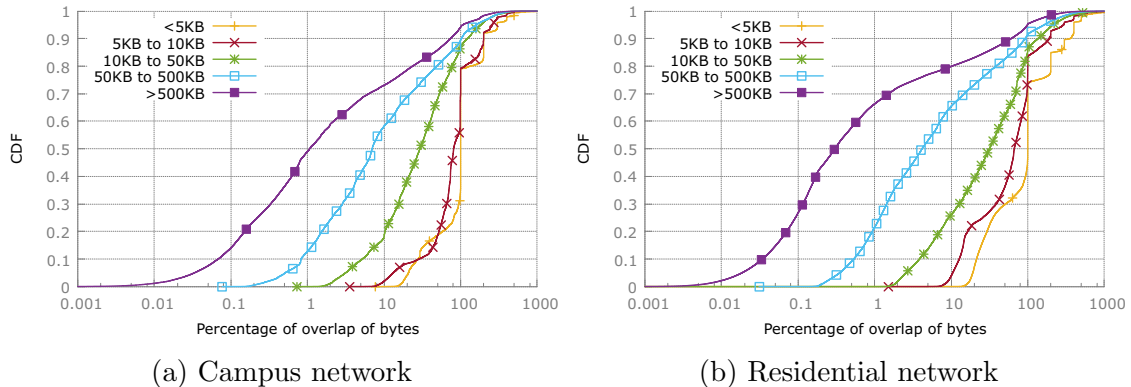 1
0.9
0.8
0.7
0.6
0.5
0.4
0.3
0.2
0.1
0
CDF
<5KB
5KB to 10KB
10KB to 50KB
50KB to 500KB
>500KB
0.001 0.01 0.1 1 10 100 1000
Percentage of overlap of bytes
(a) Campus network
1
0.9
0.8
0.7
0.6
0.5
0.4
0.3
0.2
0.1
0
CDF
<5KB
5KB to 10KB
10KB to 50KB
50KB to 500KB
>500KB
0.001 0.01 0.1 1 10 100 1000
Percentage of overlap of bytes
(b) Residential network